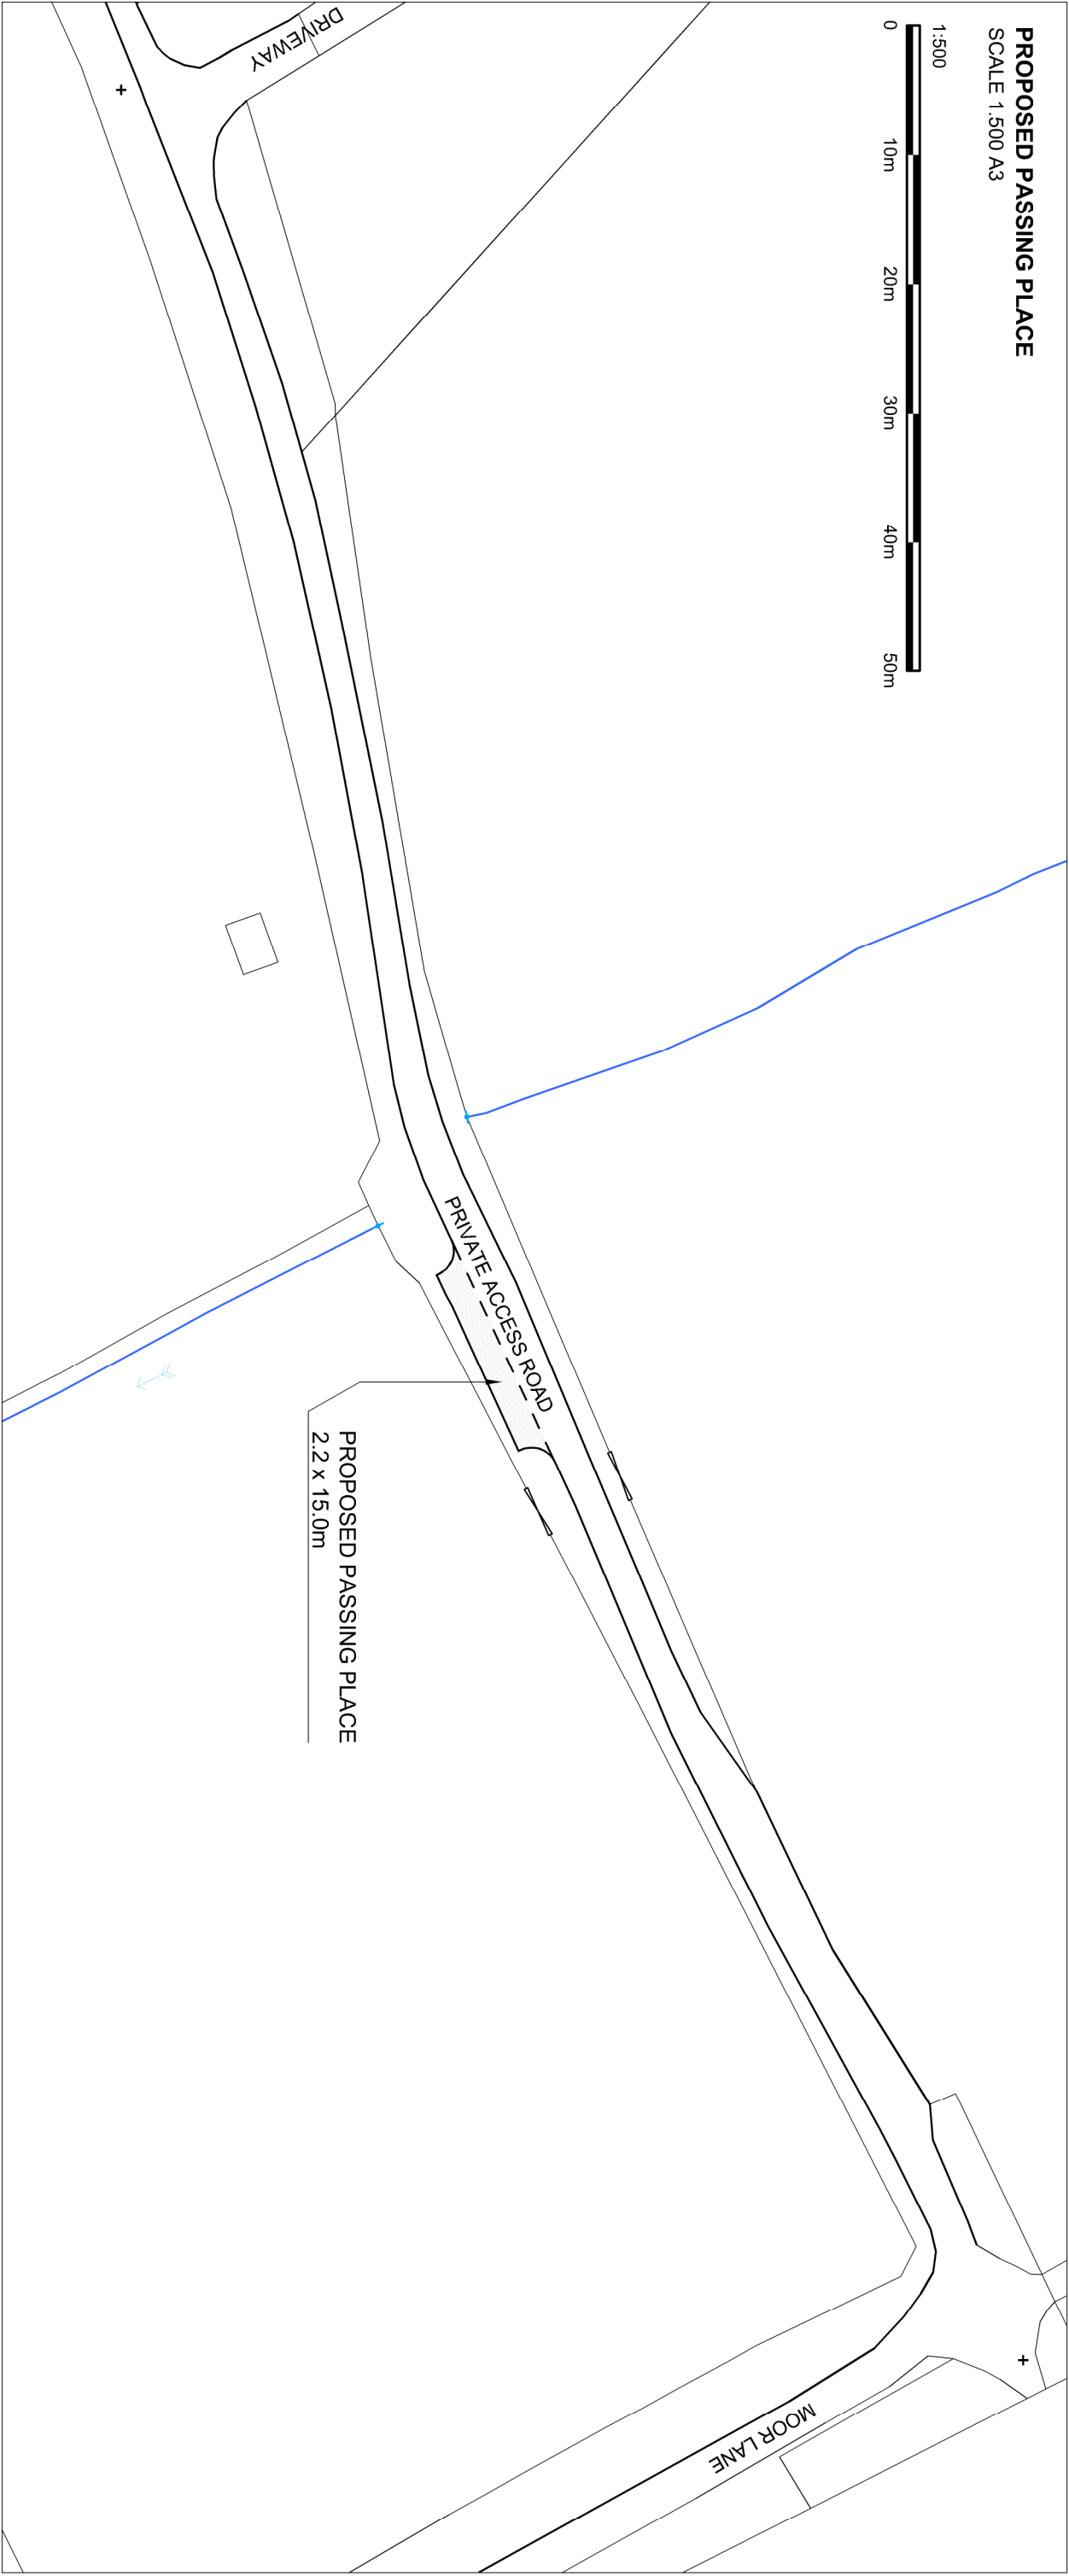 PROPOSED PASSING PLACE
SCALE 1.500 A3
1:500
0 10m 20m 30m 40m 50m
DRIVEWAY
PRIVATE ACCESS ROAD
PROPOSED PASSING PLACE
2.2 x 15.0m
MOOR LANE